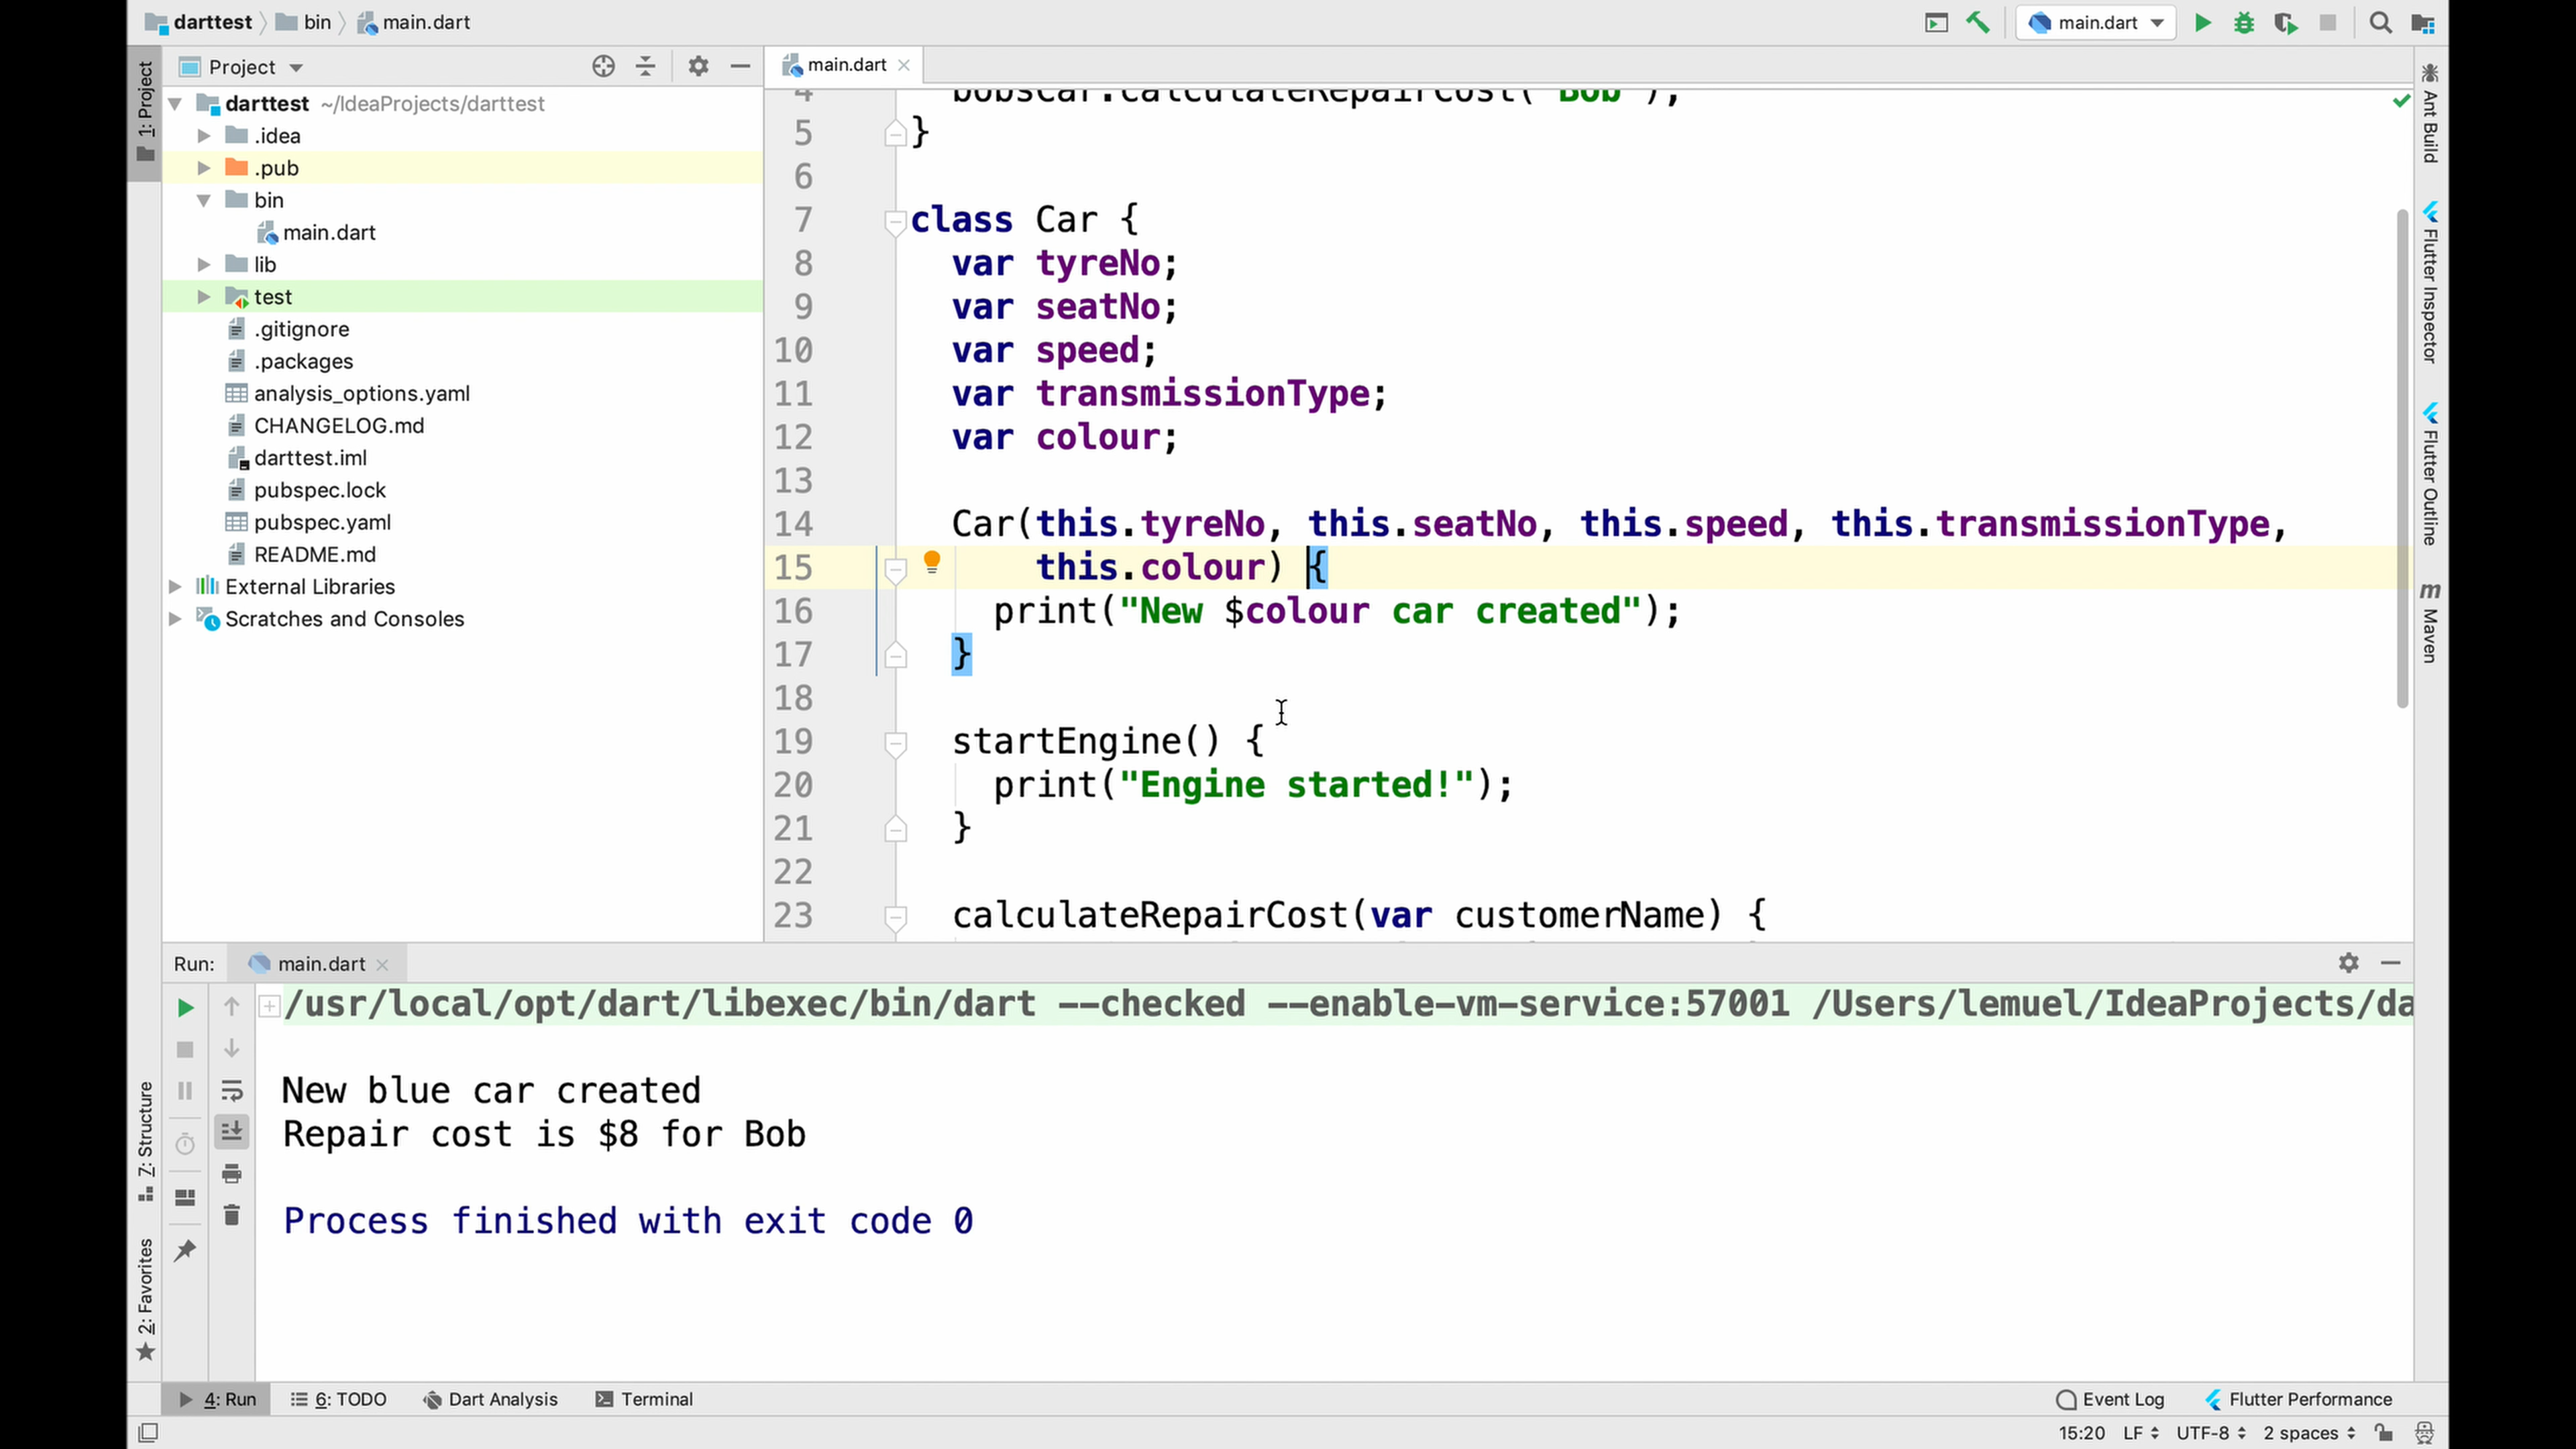 darttest bin main.dart
main.dart
1: Project
Project
main.dart
darttest ~/IdeaProjects/darttest
.idea
.pub
bin
main.dart
lib
test
.gitignore
.packages
analysis_options.yaml
CHANGELOG.md
darttest.iml
pubspec.lock
pubspec.yaml
README.md
External Libraries
Scratches and Consoles
4 bobsCar.calculateRepairCost("Bob");
5 }
6
7 class Car {
8 var tyreNo;
9 var seatNo;
10 var speed;
11 var transmissionType;
12 var colour;
13
14 Car(this.tyreNo, this.seatNo, this.speed, this.transmissionType,
15 this.colour) {
16 print("New $colour car created");
17 }
18
19 startEngine() {
20 print("Engine started!");
21 }
22
23 calculateRepairCost(var customerName) {
Ant Build
Flutter Inspector
Flutter Outline
m Maven
Run: main.dart
/usr/local/opt/dart/libexec/bin/dart --checked --enable-vm-service:57001 /Users/lemuel/IdeaProjects/da
New blue car created
Repair cost is $8 for Bob
Process finished with exit code 0
Z: Structure
2: Favorites
4: Run 6: TODO Dart Analysis Terminal
Event Log Flutter Performance
15:20 LF UTF-8 2 spaces